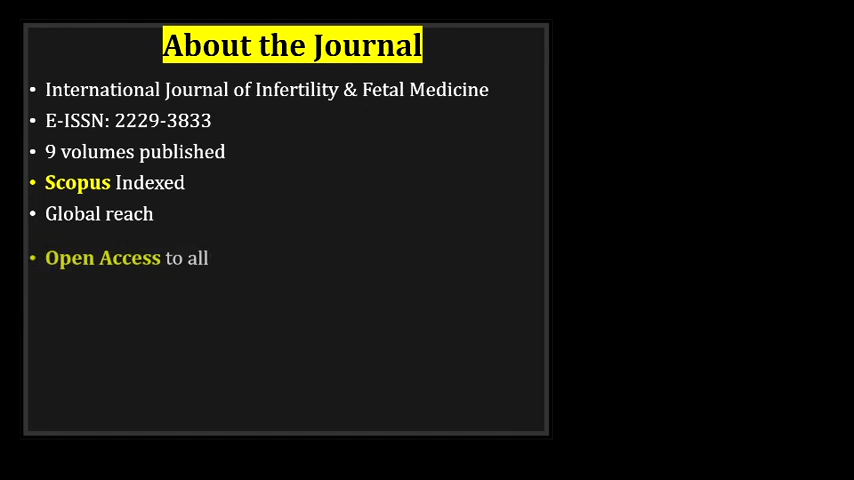 About the Journal
• International Journal of Infertility & Fetal Medicine
• E-ISSN: 2229-3833
• 9 volumes published
• Scopus Indexed
• Global reach
• Open Access to all